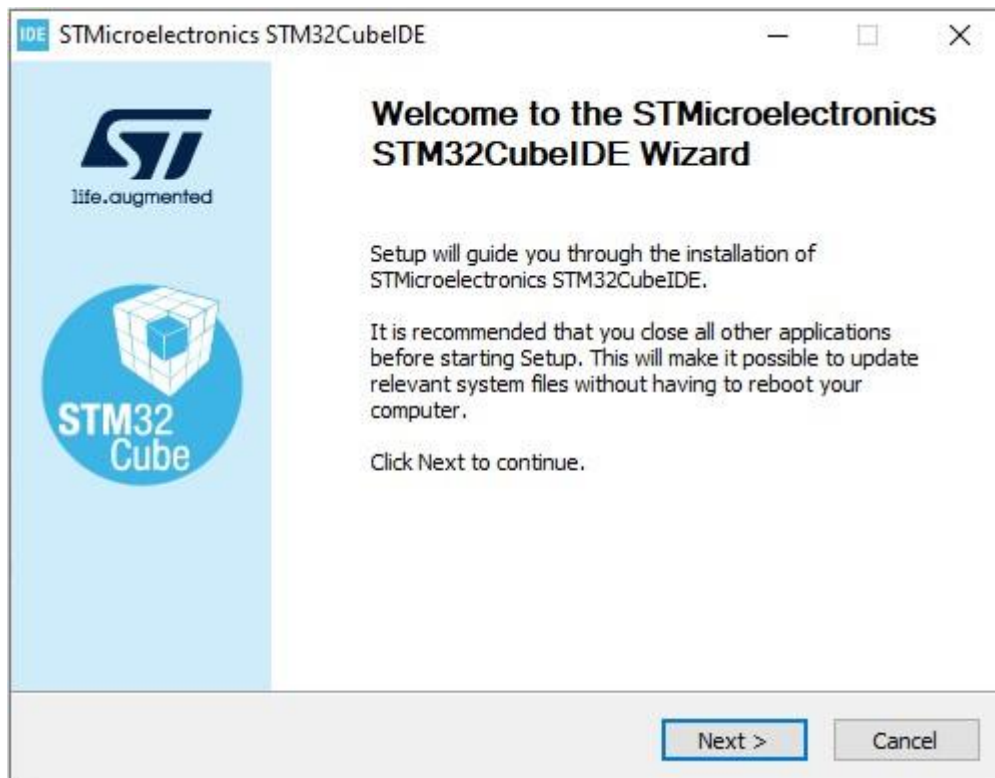 IDE STMicroelectronics STM32CubeIDE
ST
life.augmented
STM32
Cube
Welcome to the STMicroelectronics
STM32CubeIDE Wizard
Setup will guide you through the installation of
STMicroelectronics STM32CubeIDE.
It is recommended that you close all other applications
before starting Setup. This will make it possible to update
relevant system files without having to reboot your
computer.
Click Next to continue.
Next >
Cancel